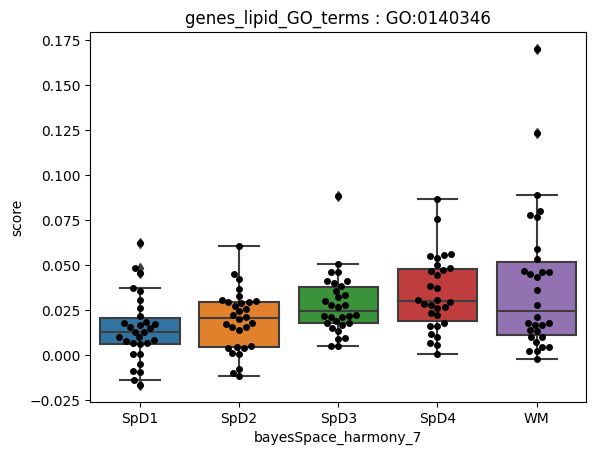 genes_lipid_GO_terms : GO:0140346
0.175
0.150
0.125
0.100
0.075
0.050
0.025
0.000
−0.025
score
SpD1 SpD2 SpD3 SpD4 WM
bayesSpace_harmony_7